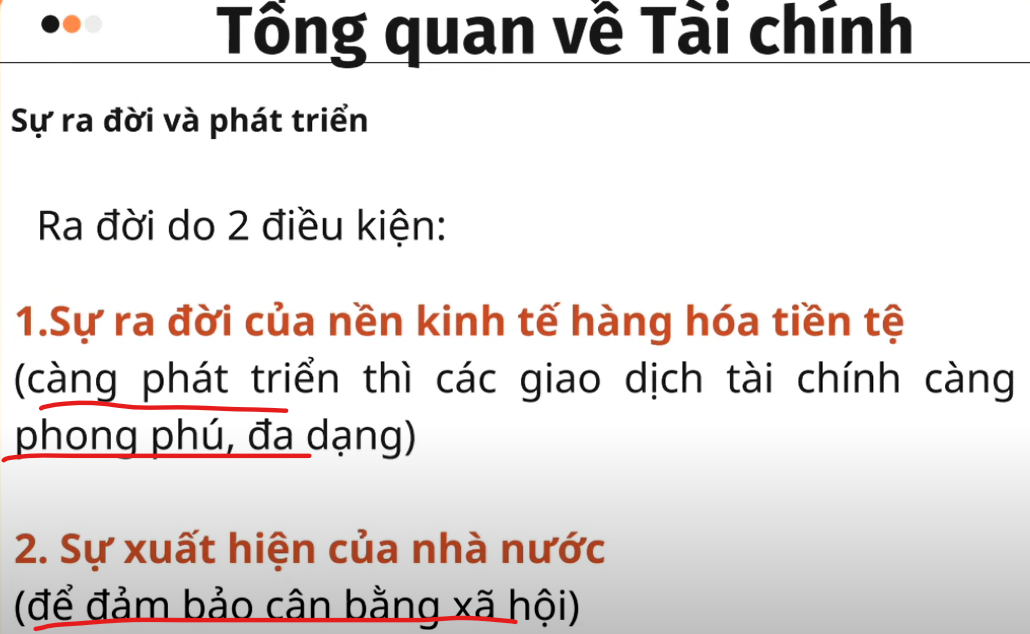 Tổng quan về Tài chính
Sự ra đời và phát triển
Ra đời do 2 điều kiện:
1.Sự ra đời của nền kinh tế hàng hóa tiền tệ
(càng phát triển thì các giao dịch tài chính càng
phong phú, đa dạng)
2. Sự xuất hiện của nhà nước
(để đảm bảo cân bằng xã hội)